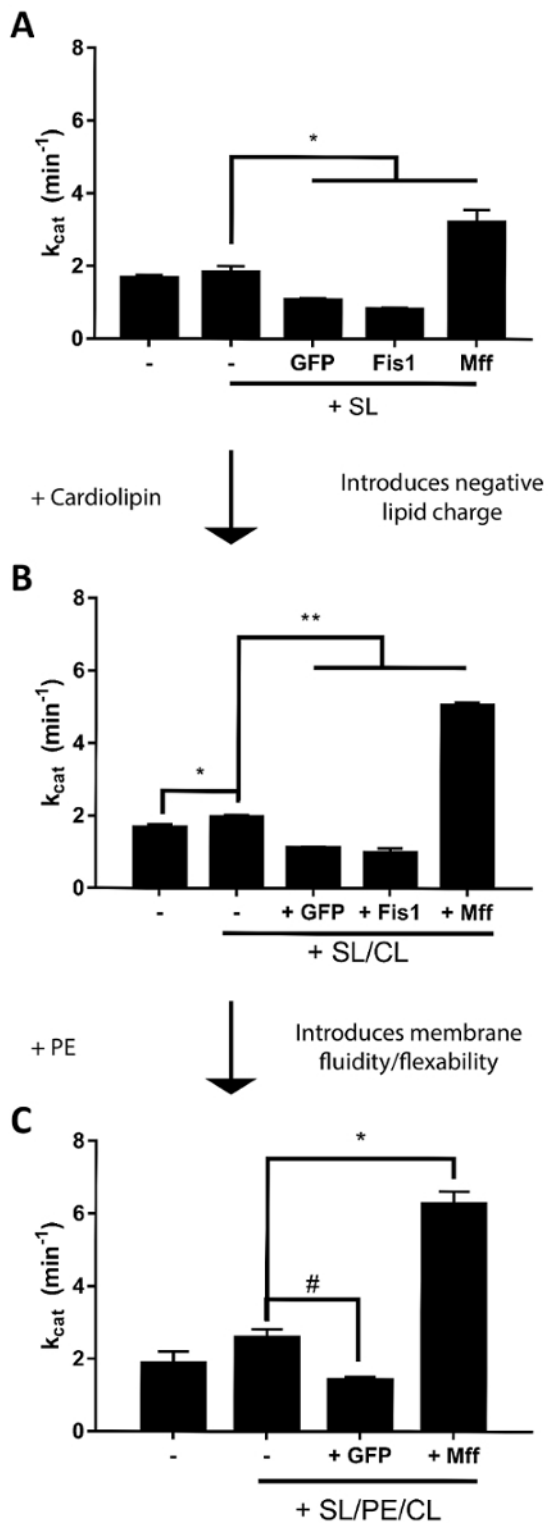 A
8
6
4
2
0
kcat (min-1)
*
- - GFP Fis1 Mff
+ SL
+ Cardiolipin
Introduces negative
lipid charge
B
8
6
4
2
0
kcat (min-1)
**
*
- - + GFP + Fis1 + Mff
+ SL/CL
+ PE
Introduces membrane
fluidity/flexability
C
8
6
4
2
0
kcat (min-1)
*
#
- - + GFP + Mff
+ SL/PE/CL